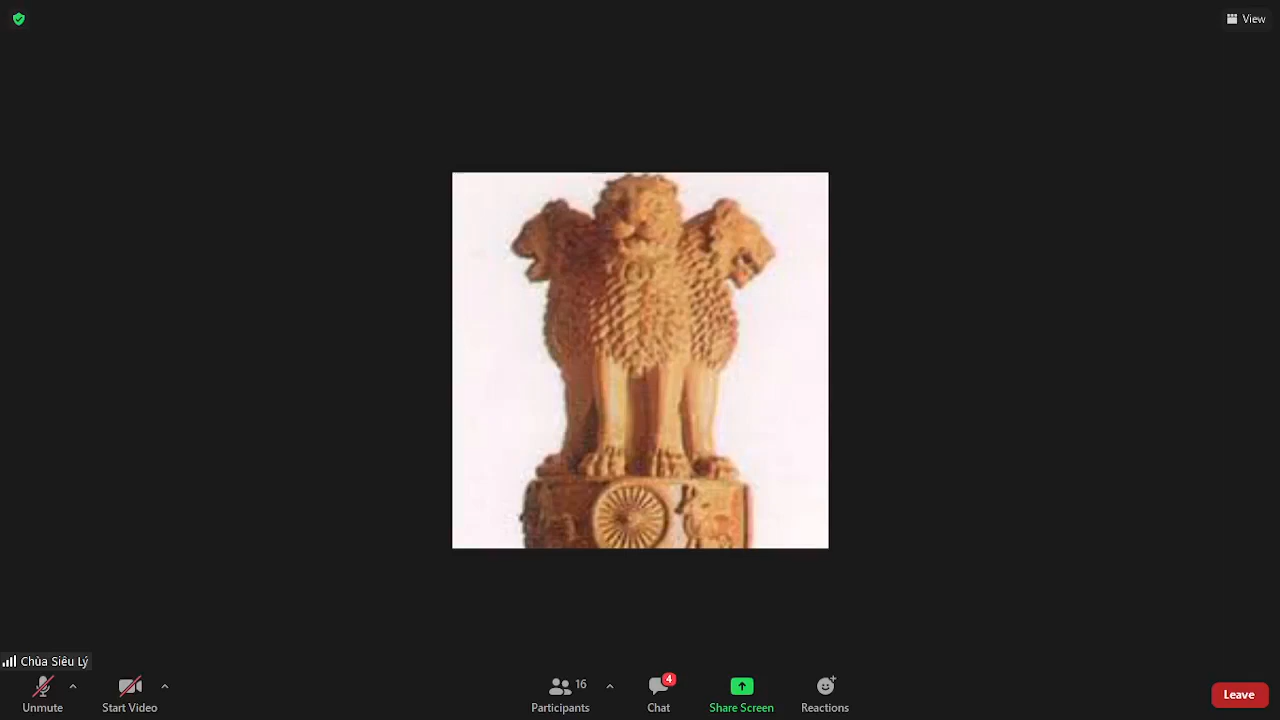 View
Chùa Siêu Lý
Unmute
Start Video
16
Participants
4
Chat
Share Screen
Reactions
Leave